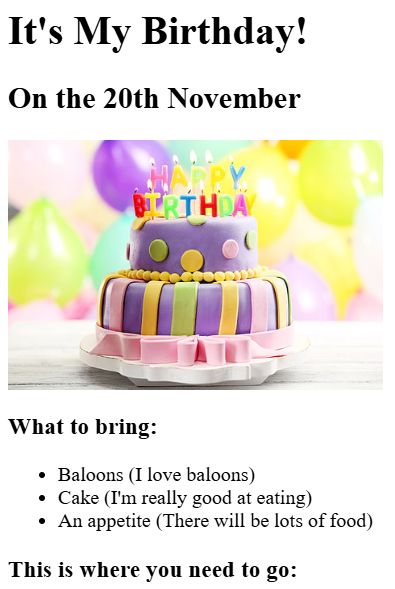 It's My Birthday!
On the 20th November
HAPPY
BIRTHDAY
What to bring:
Baloons (I love baloons)
Cake (I'm really good at eating)
An appetite (There will be lots of food)
This is where you need to go: